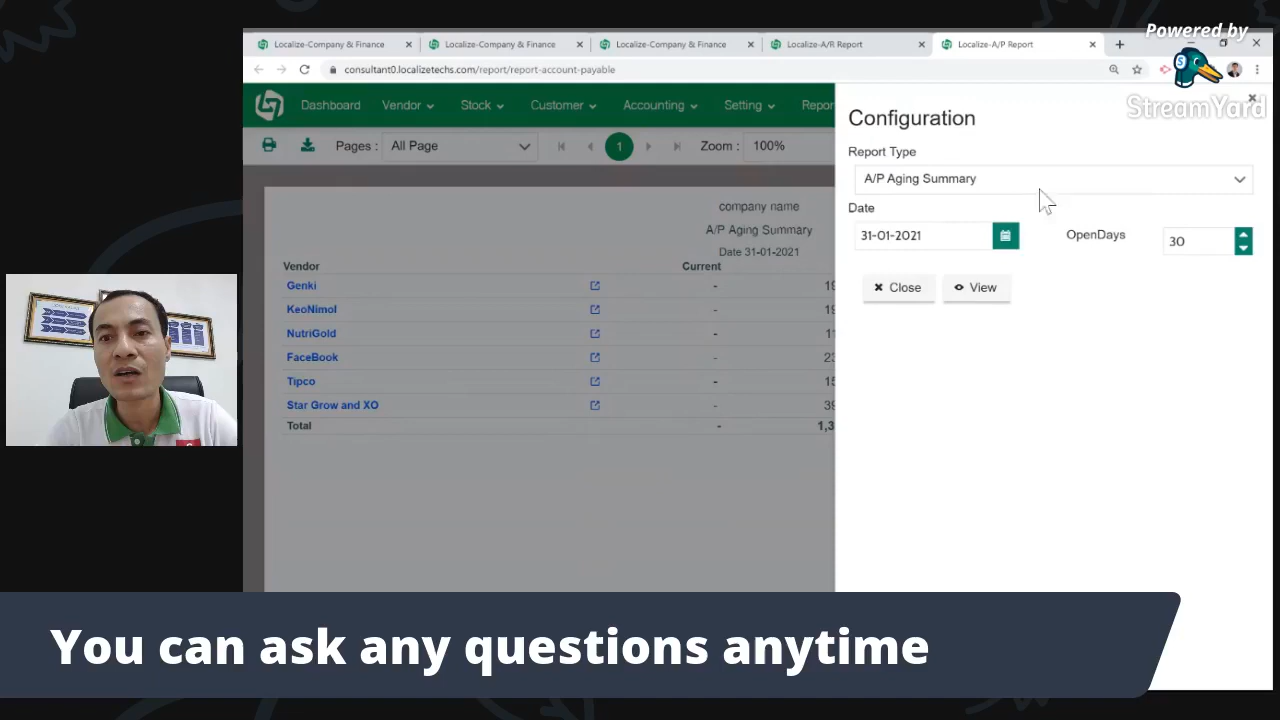 Powered by
StreamYard
Localize-Company & Finance
Localize-Company & Finance
Localize-Company & Finance
Localize-A/R Report
Localize-A/P Report
consultant0.localizetechs.com/report/report-account-payable
Dashboard Vendor Stock Customer Accounting Setting Repor
Pages : All Page 1 Zoom : 100%
company name
A/P Aging Summary
Date 31-01-2021
Vendor Current
Genki -
KeoNimol -
NutriGold -
FaceBook -
Tipco -
Star Grow and XO -
Total - 1,3
Configuration
Report Type
A/P Aging Summary
Date
31-01-2021 OpenDays 30
Close View
You can ask any questions anytime